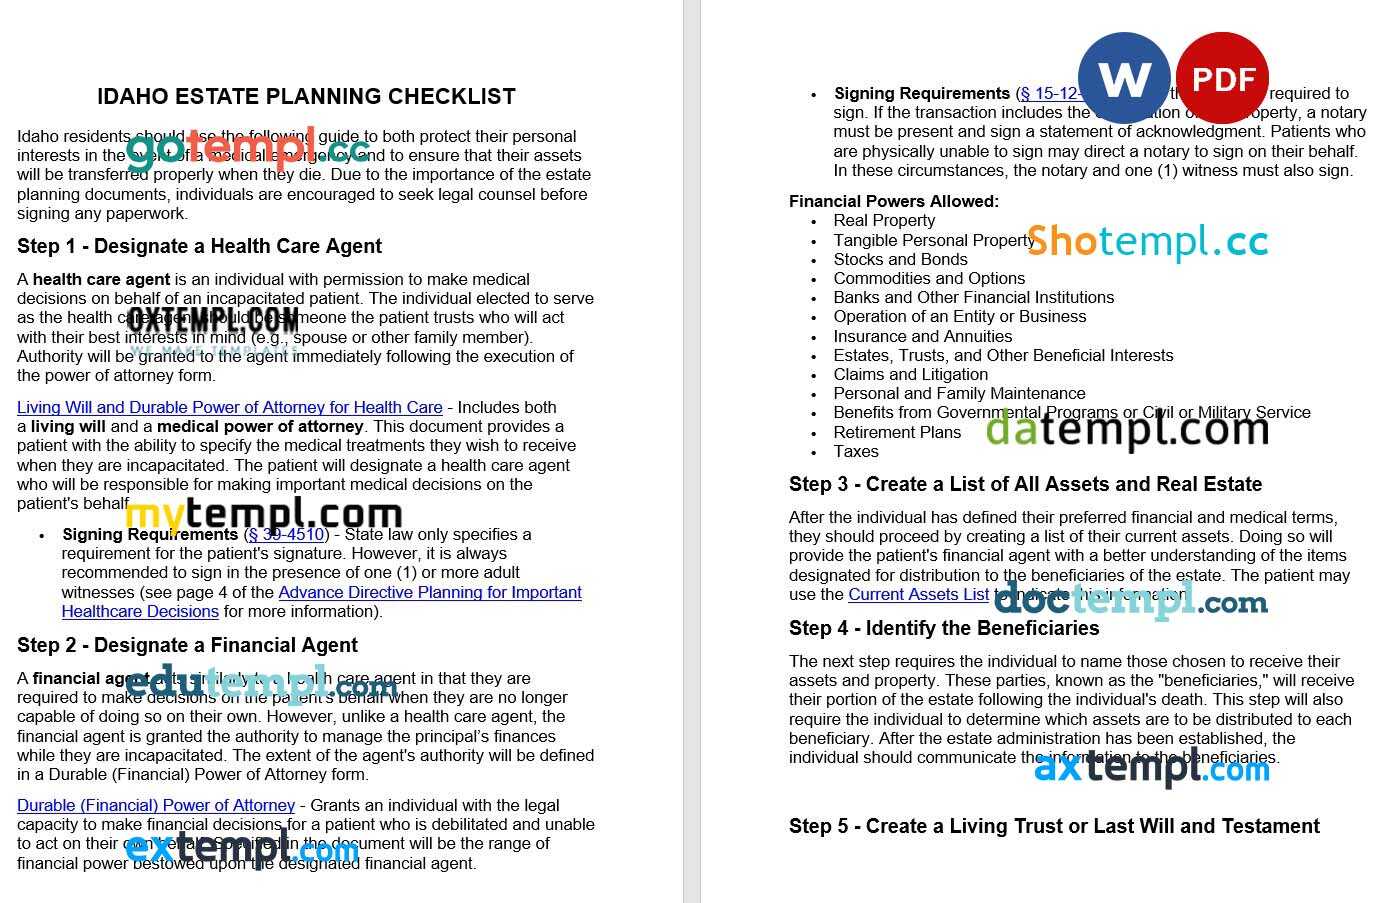 IDAHO ESTATE PLANNING CHECKLIST
Idaho residents should use the following guide to both protect their personal
interests in the event of a medical emergency and to ensure that their assets
will be transferred properly when they die. Due to the importance of the estate
planning documents, individuals are encouraged to seek legal counsel before
signing any paperwork.
gotempl.cc
Step 1 - Designate a Health Care Agent
A health care agent is an individual with permission to make medical
decisions on behalf of an incapacitated patient. The individual elected to serve
as the health care agent should be someone the patient trusts who will act
with their best interests in mind (e.g., spouse or other family member).
Authority will be granted to the agent immediately following the execution of
the power of attorney form.
OXTEMPL.COM
WE MAKE TEMPLATES
Living Will and Durable Power of Attorney for Health Care - Includes both
a living will and a medical power of attorney. This document provides a
patient with the ability to specify the medical treatments they wish to receive
when they are incapacitated. The patient will designate a health care agent
who will be responsible for making important medical decisions on the
patient's behalf
mytempl.com
• Signing Requirements (§ 39-4510) - State law only specifies a
requirement for the patient's signature. However, it is always
recommended to sign in the presence of one (1) or more adult
witnesses (see page 4 of the Advance Directive Planning for Important
Healthcare Decisions for more information).
Step 2 - Designate a Financial Agent
A financial agent acts similarly to a health care agent in that they are
required to make decisions on the patient's behalf when they are no longer
capable of doing so on their own. However, unlike a health care agent, the
financial agent is granted the authority to manage the principal's finances
while they are incapacitated. The extent of the agent's authority will be defined
in a Durable (Financial) Power of Attorney form.
edutempl.com
Durable (Financial) Power of Attorney - Grants an individual with the legal
capacity to make financial decisions for a patient who is debilitated and unable
to act on their own behalf. Specified in the document will be the range of
financial power bestowed upon the designated financial agent.
extempl.com
W
PDF
• Signing Requirements (§ 15-12- required to
sign. If the transaction includes the property, a notary
must be present and sign a statement of acknowledgment. Patients who
are physically unable to sign may direct a notary to sign on their behalf.
In these circumstances, the notary and one (1) witness must also sign.
Financial Powers Allowed:
• Real Property
• Tangible Personal Property
• Stocks and Bonds
• Commodities and Options
• Banks and Other Financial Institutions
• Operation of an Entity or Business
• Insurance and Annuities
• Estates, Trusts, and Other Beneficial Interests
• Claims and Litigation
• Personal and Family Maintenance
• Benefits from Governmental Programs or Civil or Military Service
• Retirement Plans
• Taxes
Shotempl.cc
datempl.com
Step 3 - Create a List of All Assets and Real Estate
After the individual has defined their preferred financial and medical terms,
they should proceed by creating a list of their current assets. Doing so will
provide the patient's financial agent with a better understanding of the items
designated for distribution to the beneficiaries of the estate. The patient may
use the Current Assets List to indicate this information.
doctempl.com
Step 4 - Identify the Beneficiaries
The next step requires the individual to name those chosen to receive their
assets and property. These parties, known as the "beneficiaries," will receive
their portion of the estate following the individual's death. This step will also
require the individual to determine which assets are to be distributed to each
beneficiary. After the estate administration has been established, the
individual should communicate the information to the beneficiaries.
axtempl.com
Step 5 - Create a Living Trust or Last Will and Testament